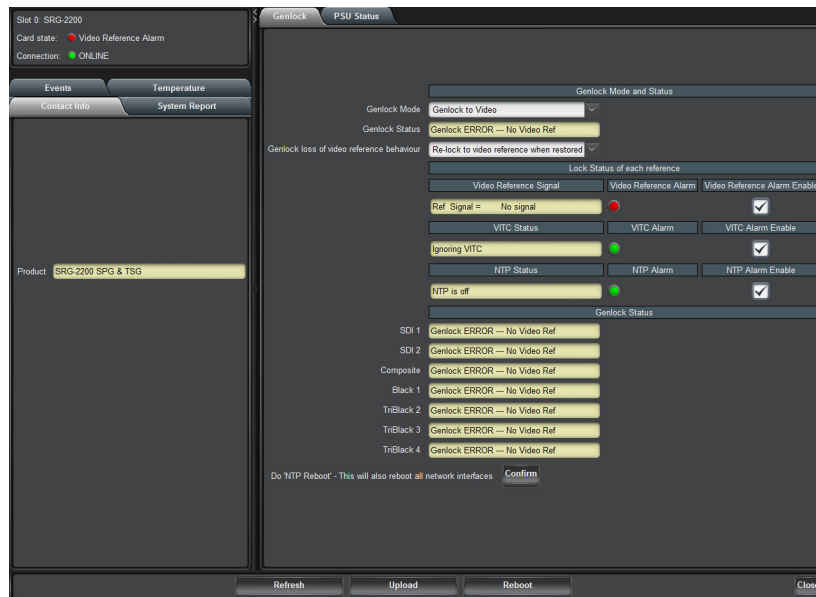 Slot 0: SRG-2200
Card state: Video Reference Alarm
Connection: ONLINE
Events Temperature
Contact Info System Report
Product SRG-2200 SPG & TSG
Genlock PSU Status
Genlock Mode and Status
Genlock Mode Genlock to Video
Genlock Status Genlock ERROR --- No Video Ref
Genlock loss of video reference behaviour Re-lock to video reference when restored
Lock Status of each reference
Video Reference Signal Video Reference Alarm Video Reference Alarm Enable
Ref Signal = No signal
VITC Status VITC Alarm VITC Alarm Enable
Ignoring VITC
NTP Status NTP Alarm NTP Alarm Enable
NTP is off
Genlock Status
SDI 1 Genlock ERROR --- No Video Ref
SDI 2 Genlock ERROR --- No Video Ref
Composite Genlock ERROR --- No Video Ref
Black 1 Genlock ERROR --- No Video Ref
TriBlack 2 Genlock ERROR --- No Video Ref
TriBlack 3 Genlock ERROR --- No Video Ref
TriBlack 4 Genlock ERROR --- No Video Ref
Do 'NTP Reboot' - This will also reboot all network interfaces Confirm
Refresh Upload Reboot Close